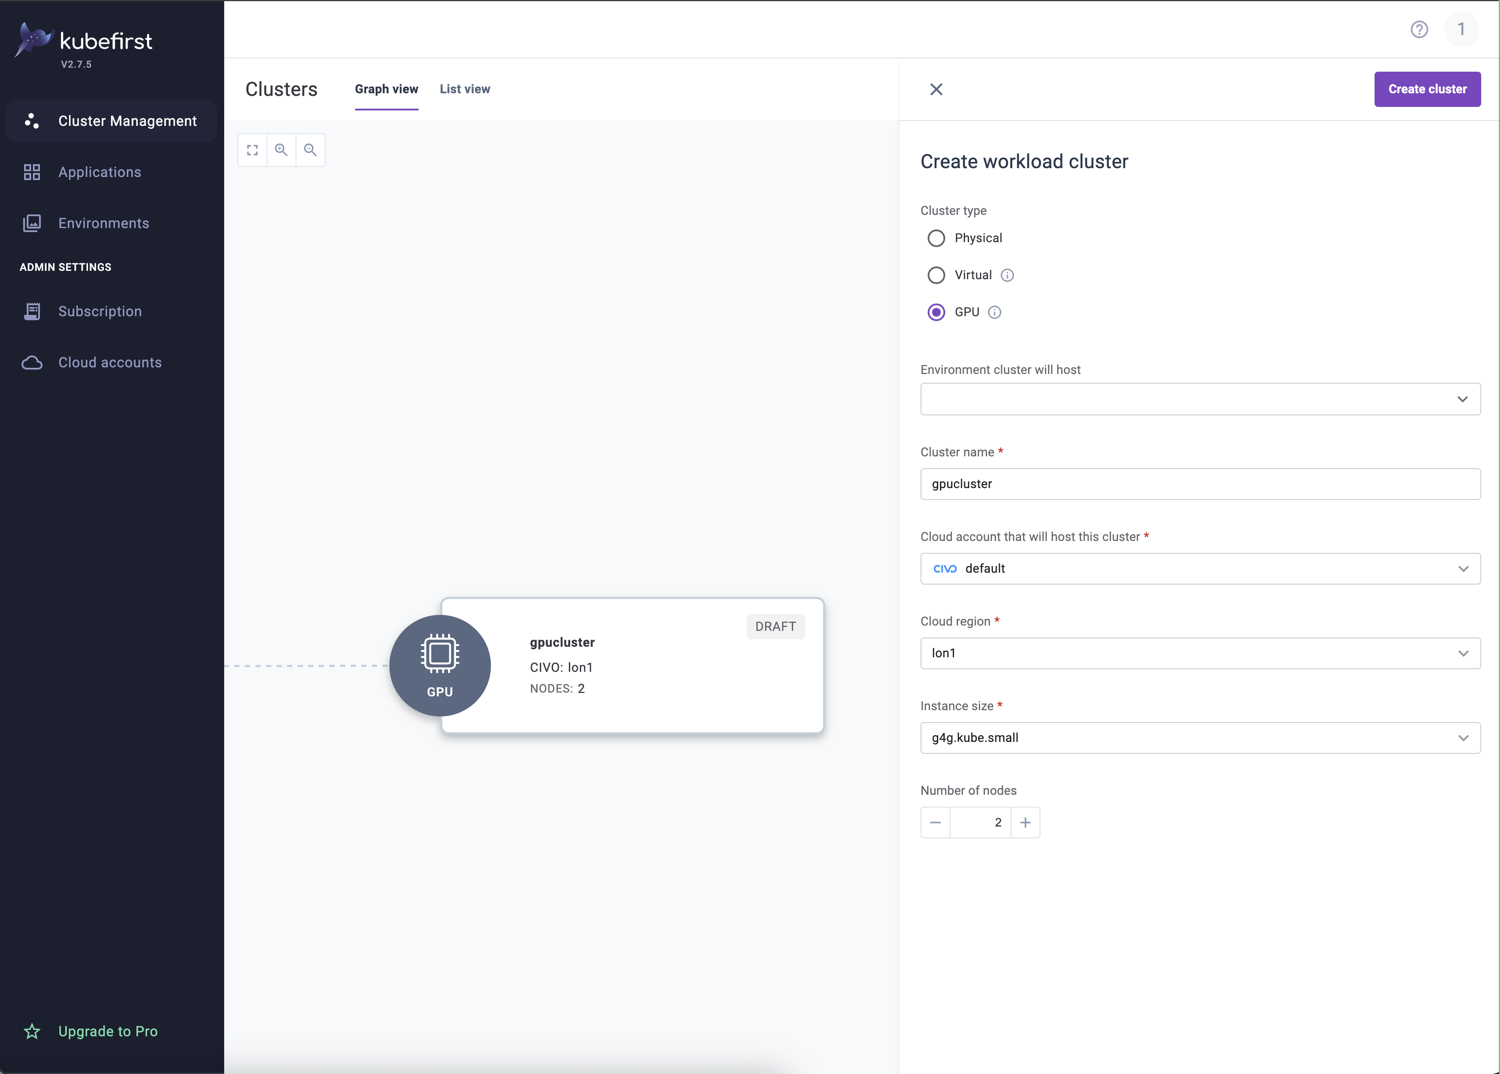 kubefirst
V2.7.5
Cluster Management
Applications
Environments
ADMIN SETTINGS
Subscription
Cloud accounts
Upgrade to Pro
1
Clusters
Graph view
List view
Create cluster
GPU
gpucluster
DRAFT
CIVO: lon1
NODES: 2
Create workload cluster
Cluster type
Physical
Virtual
GPU
Environment cluster will host
Cluster name *
gpucluster
Cloud account that will host this cluster *
CIVO default
Cloud region *
lon1
Instance size *
g4g.kube.small
Number of nodes
2